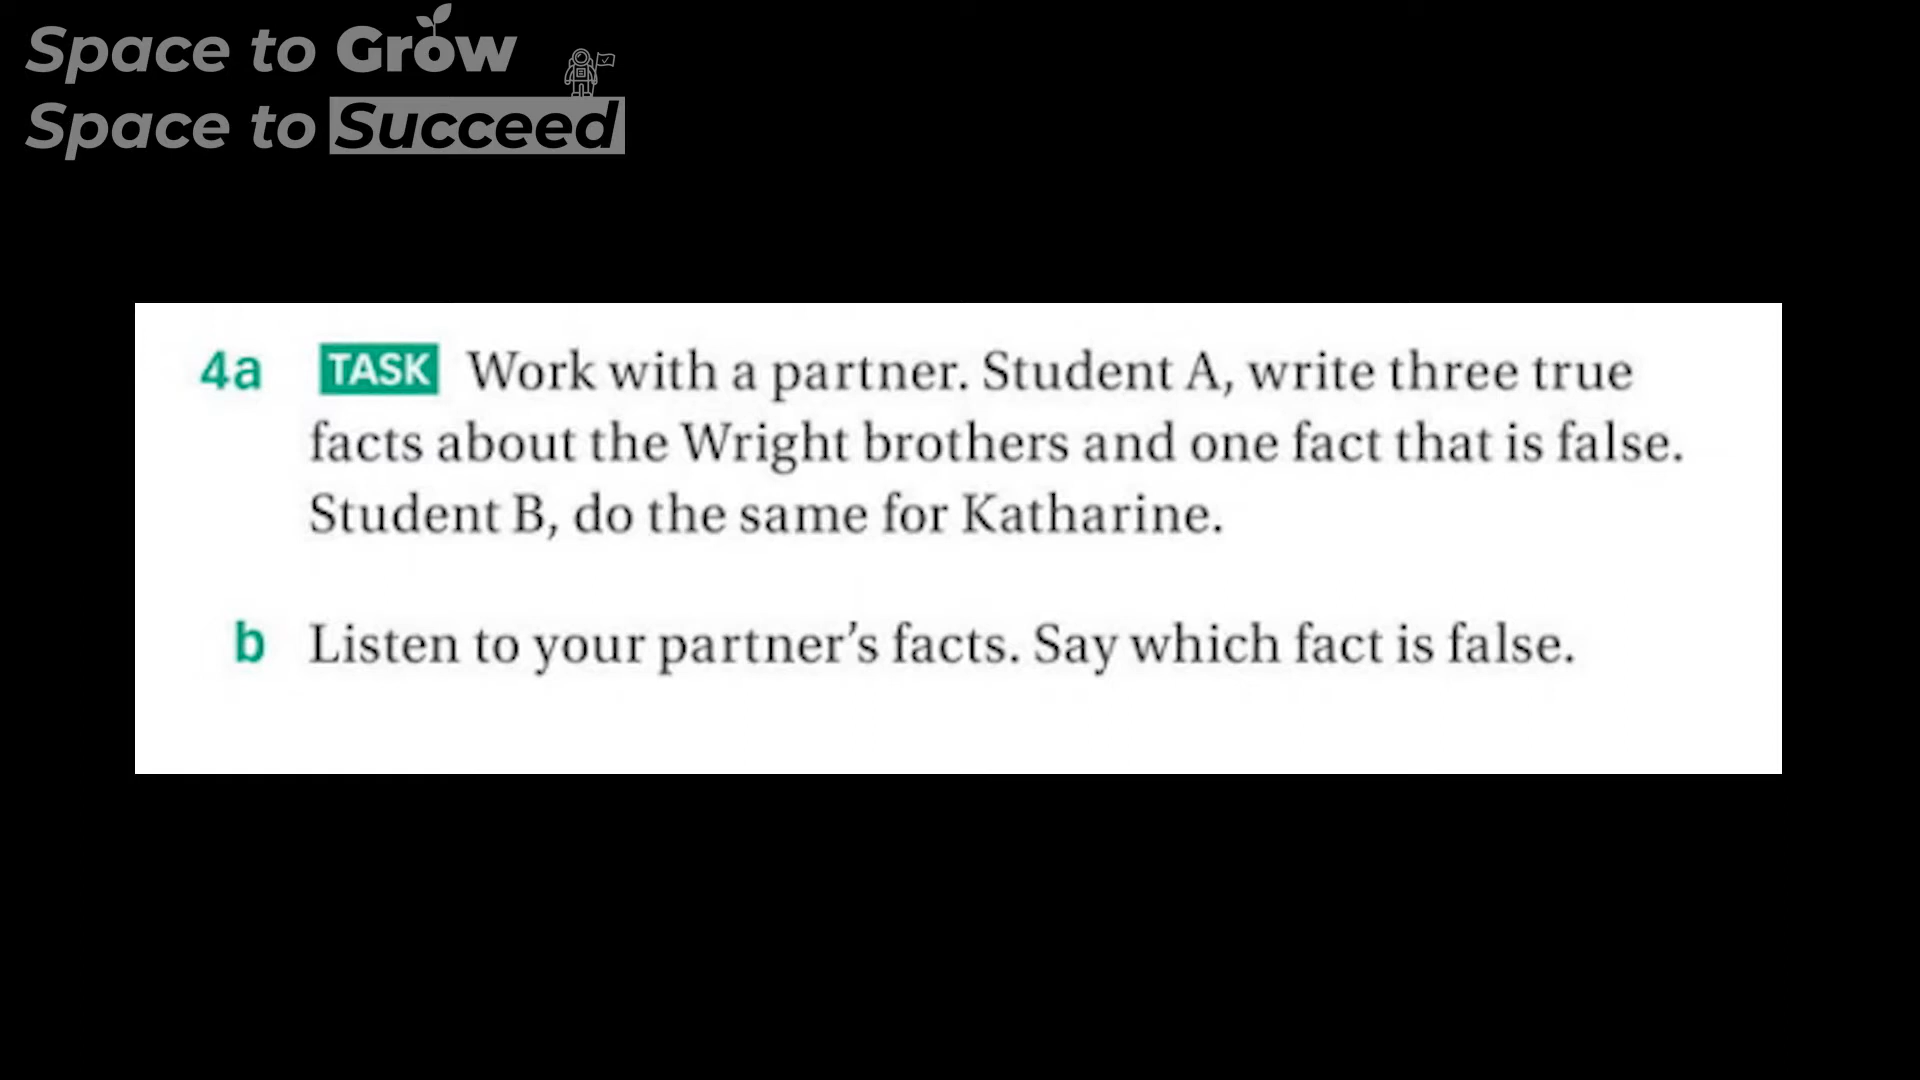 Space to Grow
Space to Succeed
4a TASK Work with a partner. Student A, write three true
facts about the Wright brothers and one fact that is false.
Student B, do the same for Katharine.
b Listen to your partner’s facts. Say which fact is false.